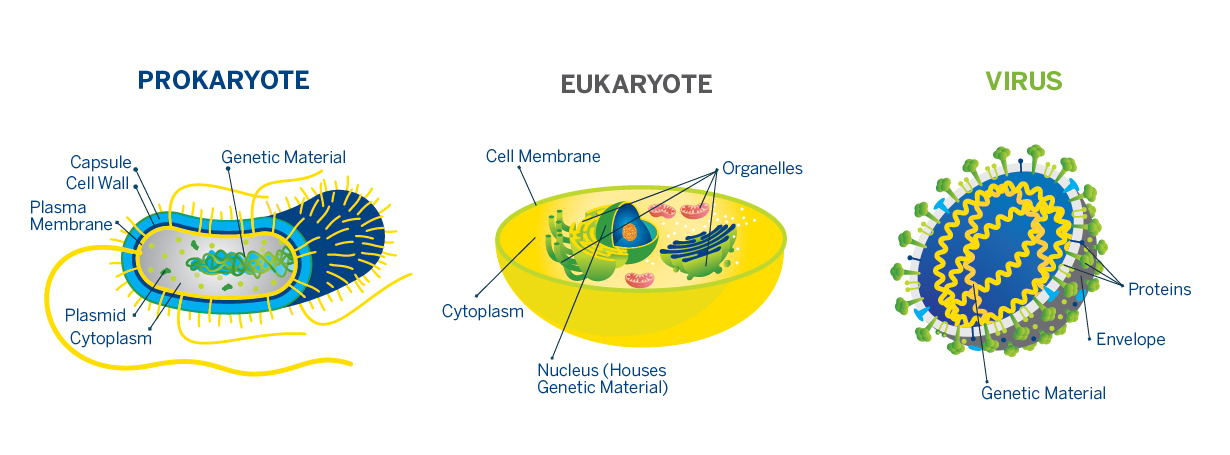 PROKARYOTE
Capsule
Cell Wall
Plasma
Membrane
Genetic Material
Plasmid
Cytoplasm
EUKARYOTE
Cell Membrane
Organelles
Cytoplasm
Nucleus (Houses
Genetic Material)
VIRUS
Proteins
Envelope
Genetic Material